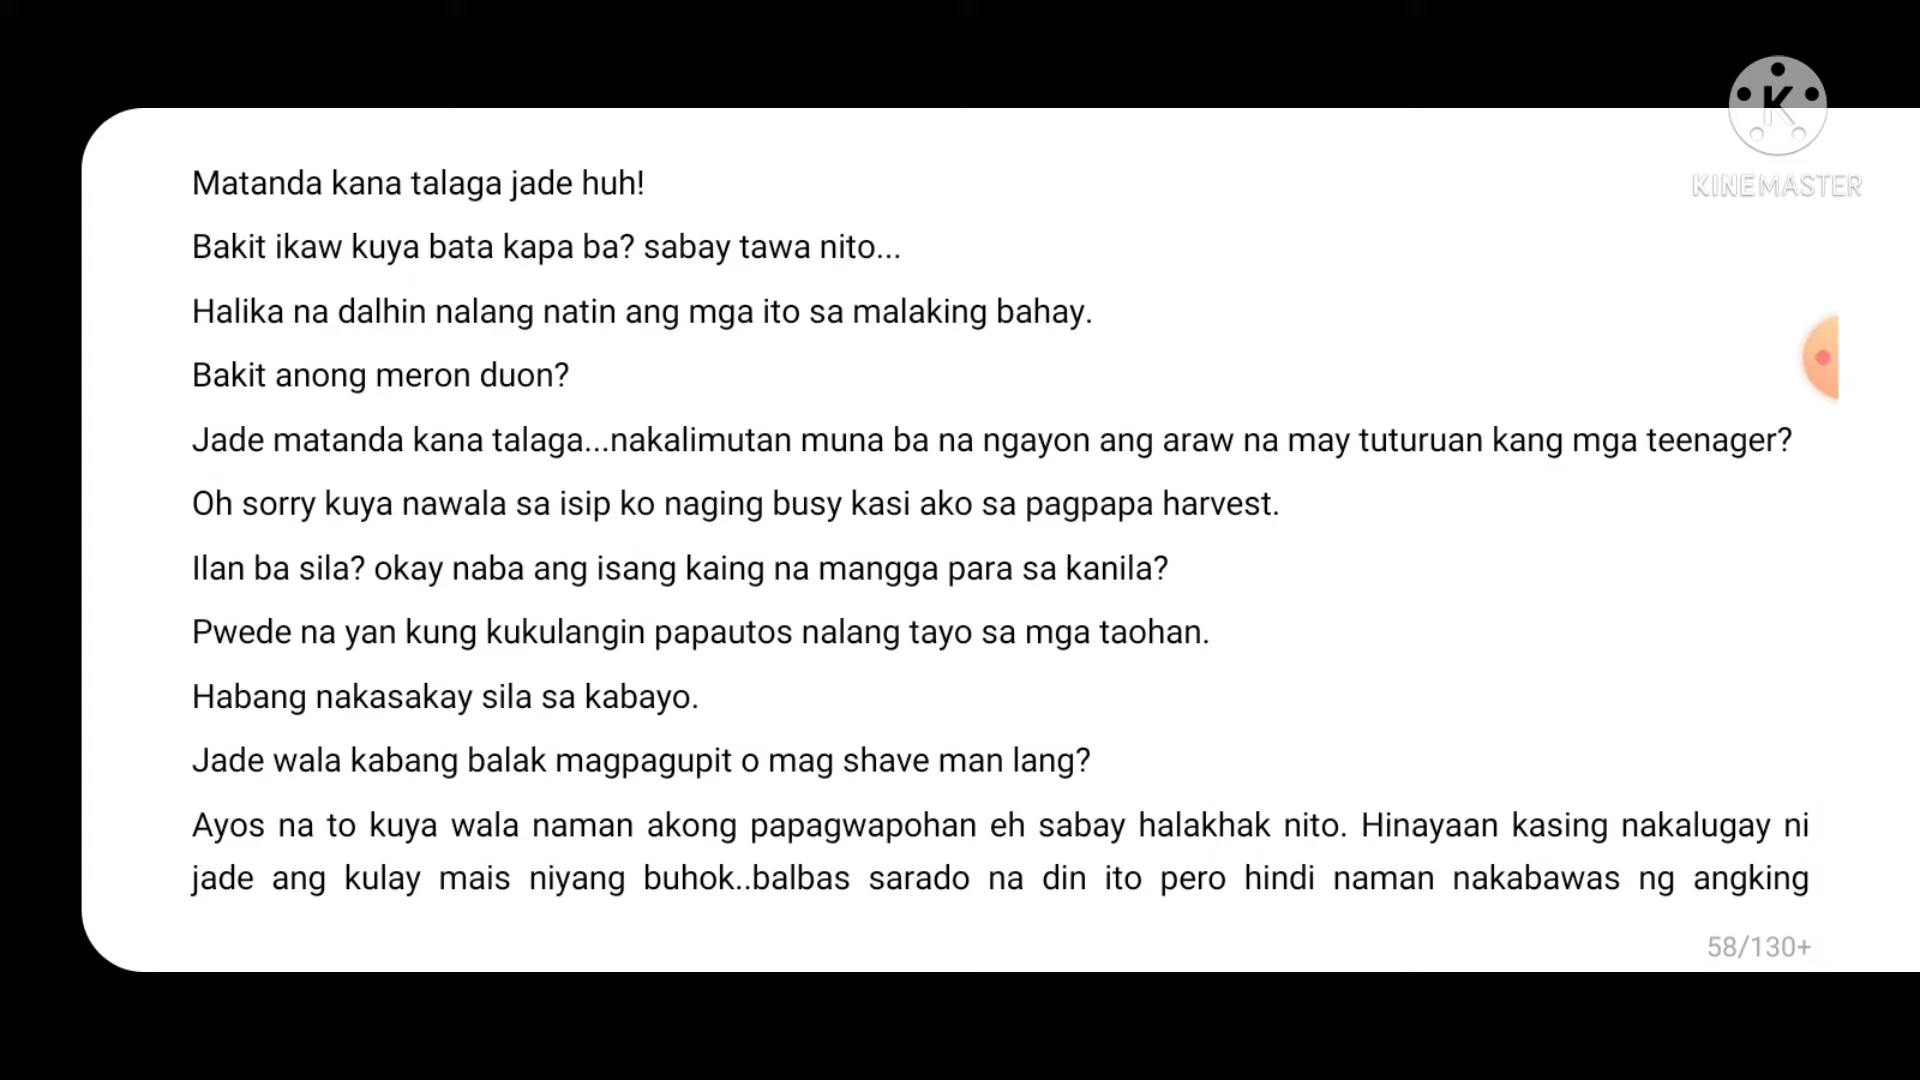 K
KINEMASTER
Matanda kana talaga jade huh!
Bakit ikaw kuya bata kapa ba? sabay tawa nito...
Halika na dalhin nalang natin ang mga ito sa malaking bahay.
Bakit anong meron duon?
Jade matanda kana talaga...nakalimutan muna ba na ngayon ang araw na may tuturuan kang mga teenager?
Oh sorry kuya nawala sa isip ko naging busy kasi ako sa pagpapa harvest.
Ilan ba sila? okay naba ang isang kaing na mangga para sa kanila?
Pwede na yan kung kukulangin papautos nalang tayo sa mga taohan.
Habang nakasakay sila sa kabayo.
Jade wala kabang balak magpagupit o mag shave man lang?
Ayos na to kuya wala naman akong papagwapohan eh sabay halakhak nito. Hinayaan kasing nakalugay ni
jade ang kulay mais niyang buhok..balbas sarado na din ito pero hindi naman nakabawas ng angking
58/130+